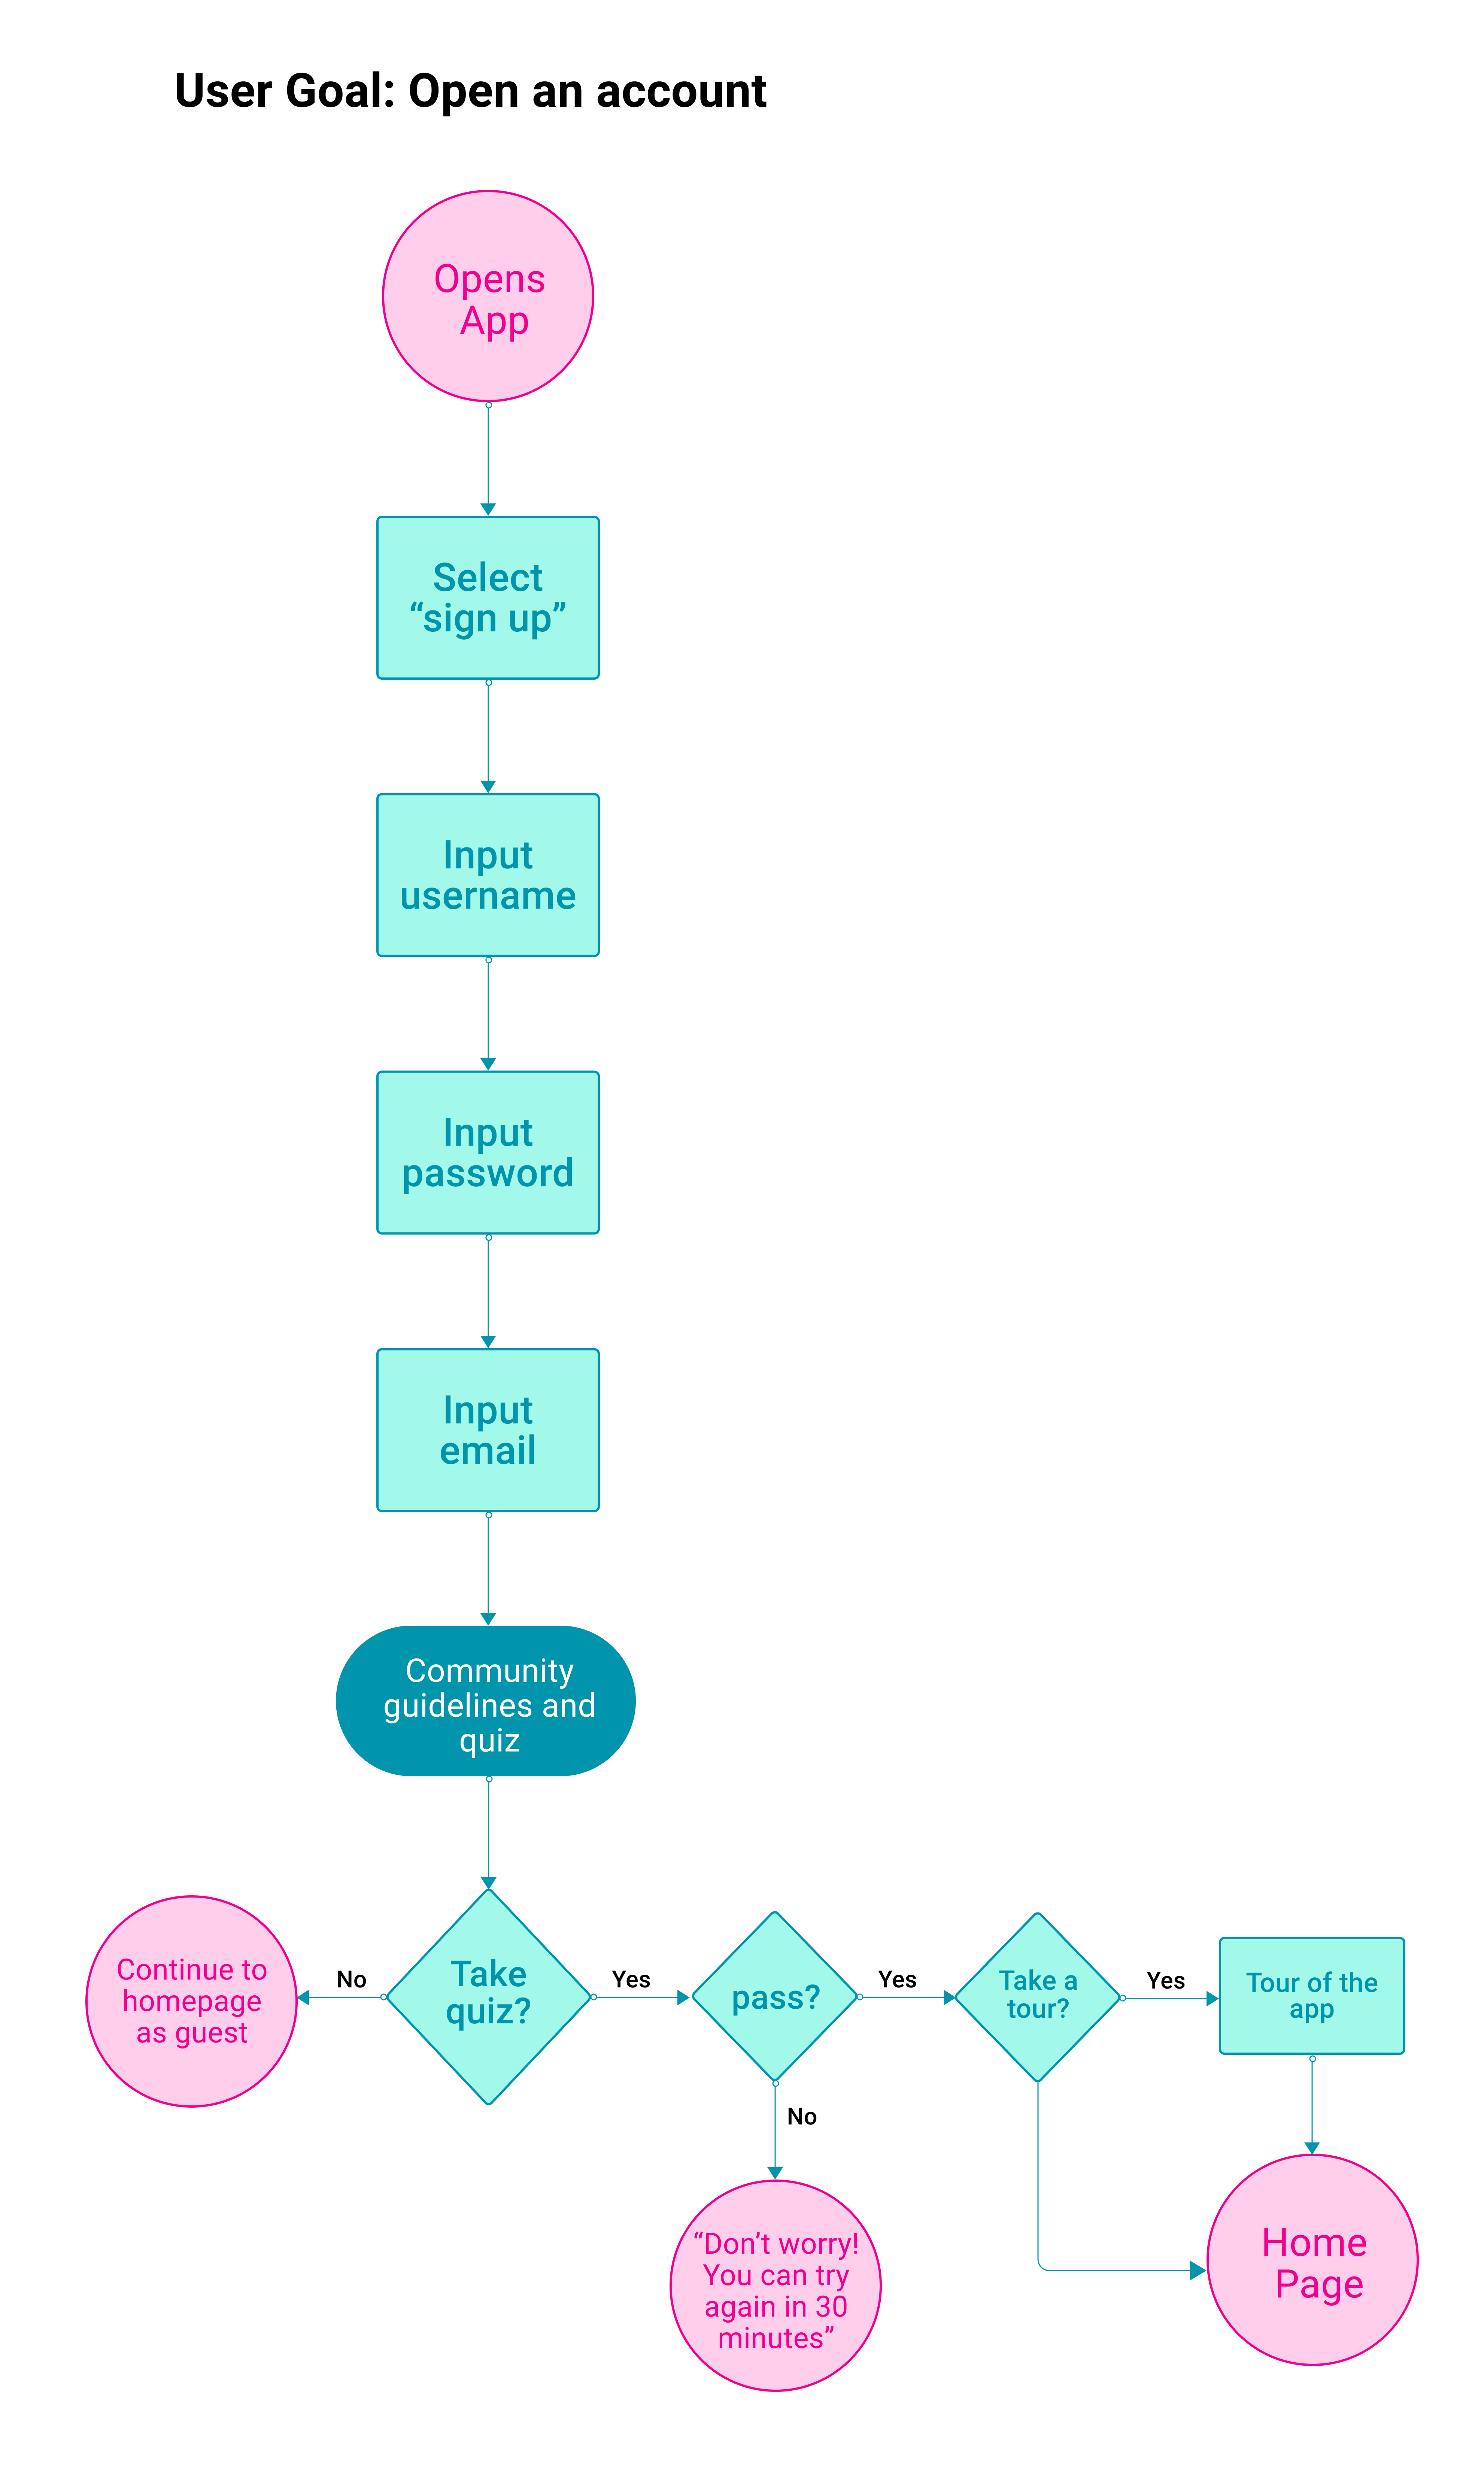 User Goal: Open an account
Opens
App
Select
“sign up”
Input
username
Input
password
Input
email
Community
guidelines and
quiz
Continue to
homepage
as guest
No
Take
quiz?
Yes
pass?
Yes
Take a
tour?
Yes
Tour of the
app
No
“Don’t worry!
You can try
again in 30
minutes”
Home
Page